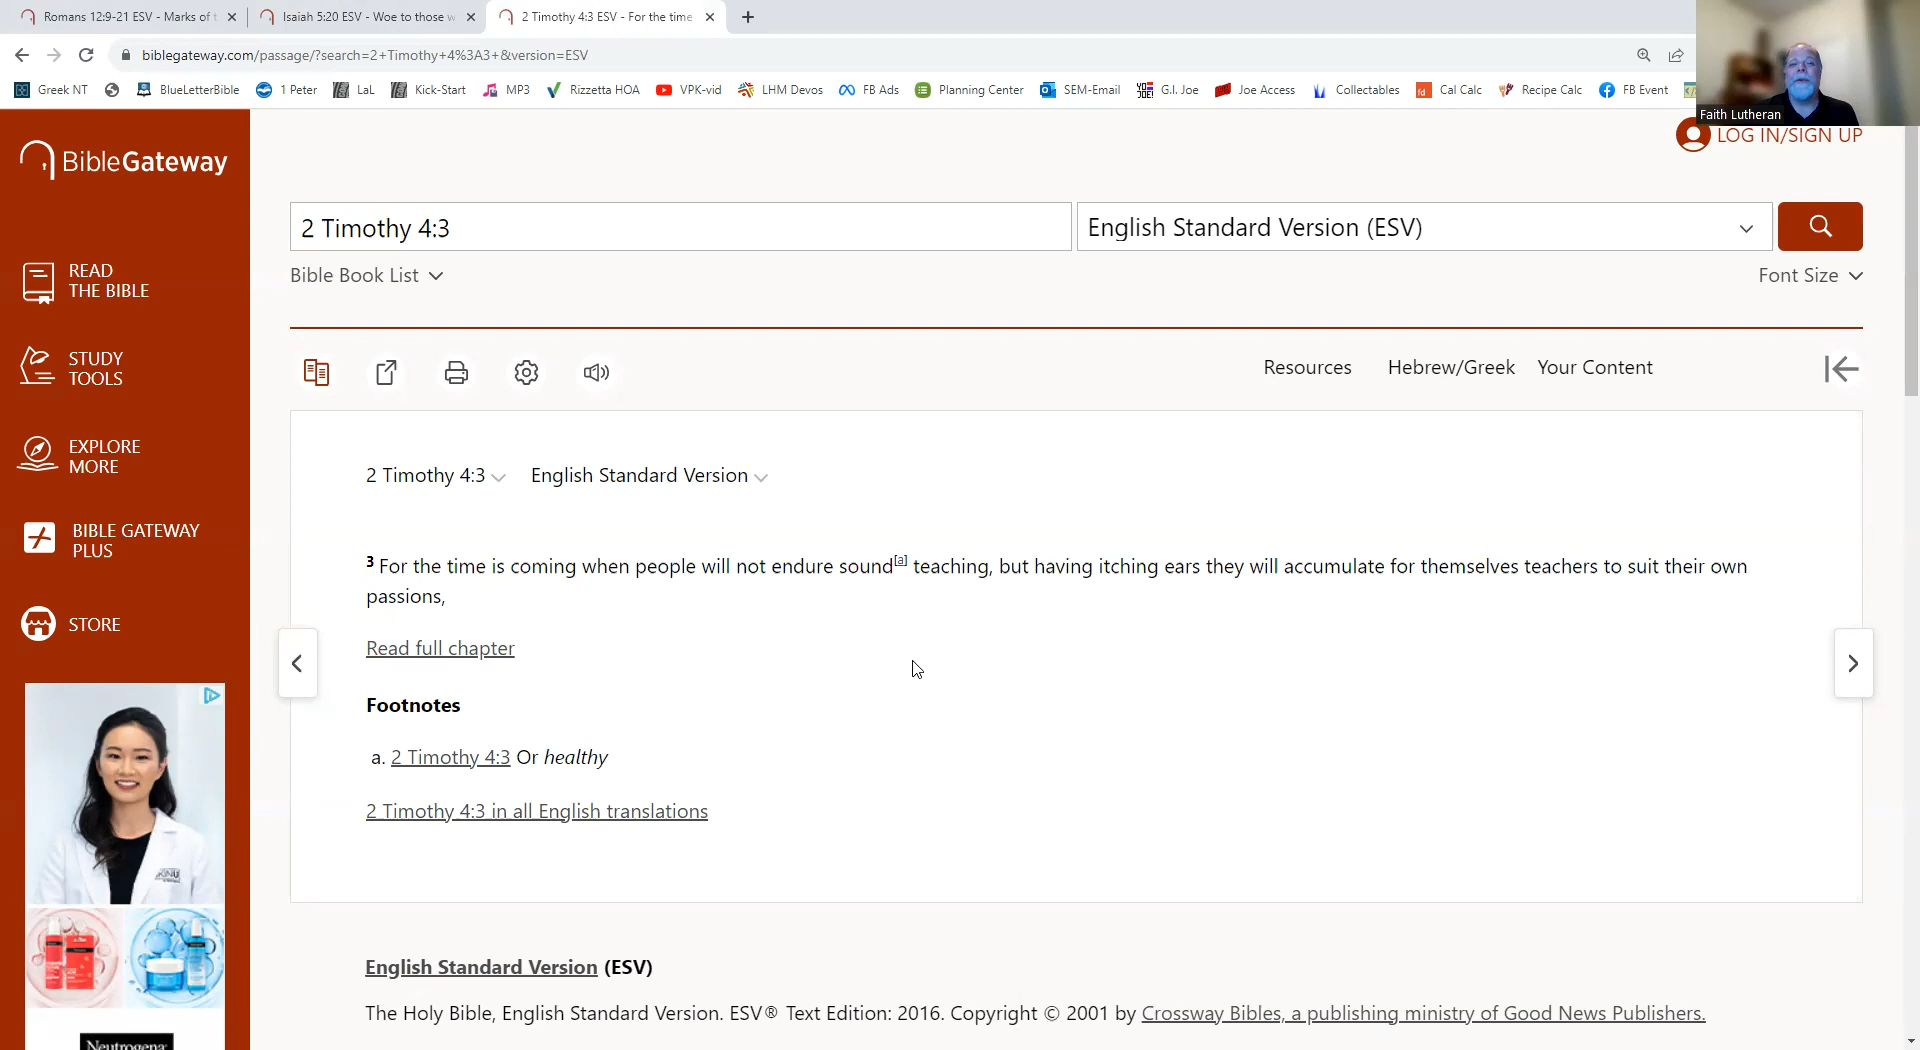 Romans 12:9-21 ESV - Marks of t
Isaiah 5:20 ESV - Woe to those w
2 Timothy 4:3 ESV - For the time
biblegateway.com/passage/?search=2+Timothy+4%3A3+&version=ESV
Greek NT BlueLetterBible 1 Peter LaL Kick-Start MP3 Rizzetta HOA VPK-vid LHM Devos FB Ads Planning Center SEM-Email G.I. Joe Joe Access Collectables Cal Calc Recipe Calc FB Event
Faith Lutheran
LOG IN/SIGN UP
BibleGateway
READ
THE BIBLE
STUDY
TOOLS
EXPLORE
MORE
BIBLE GATEWAY
PLUS
STORE
2 Timothy 4:3
English Standard Version (ESV)
Bible Book List
Font Size
Resources Hebrew/Greek Your Content
2 Timothy 4:3 English Standard Version
3 For the time is coming when people will not endure sound[a] teaching, but having itching ears they will accumulate for themselves teachers to suit their own
passions,
Read full chapter
Footnotes
a. 2 Timothy 4:3 Or healthy
2 Timothy 4:3 in all English translations
English Standard Version (ESV)
The Holy Bible, English Standard Version. ESV® Text Edition: 2016. Copyright © 2001 by Crossway Bibles, a publishing ministry of Good News Publishers.
Neutrogena